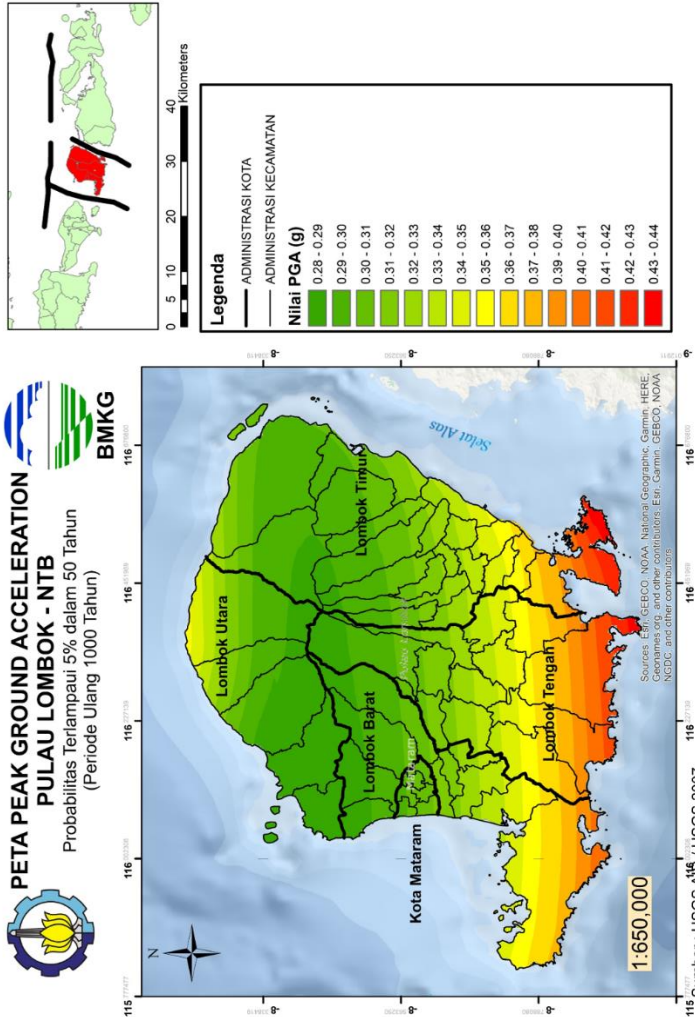 PETA PEAK GROUND ACCELERATION
PULAU LOMBOK - NTB
Probabilitas Terlampaui 5% dalam 50 Tahun
(Periode Ulang 1000 Tahun)
BMKG
N
Lombok Utara
Lombok Timur
Lombok Barat
Mataram
Kota Mataram
Lombok Tengah
Selat Alas
1:650,000
Sources: Esri, GEBCO, NOAA, National Geographic, Garmin, HERE,
Geonames.org, and other contributors, Esri, Garmin, GEBCO, NOAA
NGDC, and other contributors
0 5 10 20 30 40
Kilometers
Legenda
ADMINISTRASI KOTA
ADMINISTRASI KECAMATAN
Nilai PGA (g)
0.28 - 0.29
0.29 - 0.30
0.30 - 0.31
0.31 - 0.32
0.32 - 0.33
0.33 - 0.34
0.34 - 0.35
0.35 - 0.36
0.36 - 0.37
0.37 - 0.38
0.38 - 0.39
0.39 - 0.40
0.40 - 0.41
0.41 - 0.42
0.42 - 0.43
0.43 - 0.44